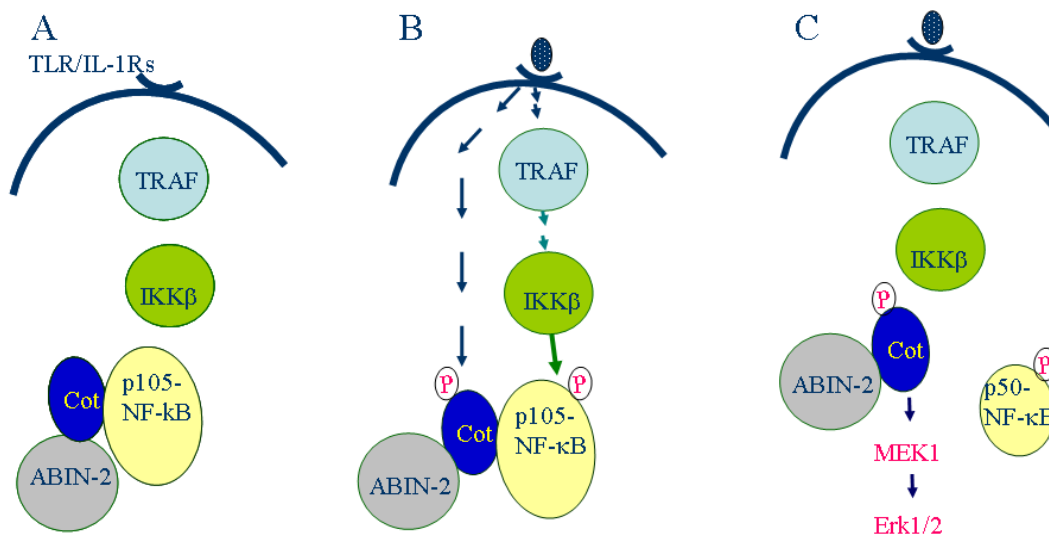 A
TLR/IL-1Rs
TRAF
IKKβ
Cot
p105-
NF-kB
ABIN-2
B
TRAF
IKKβ
P
P
Cot
p105-
NF-κB
ABIN-2
C
TRAF
IKKβ
P
Cot
ABIN-2
P
p50-
NF-κB
MEK1
Erk1/2